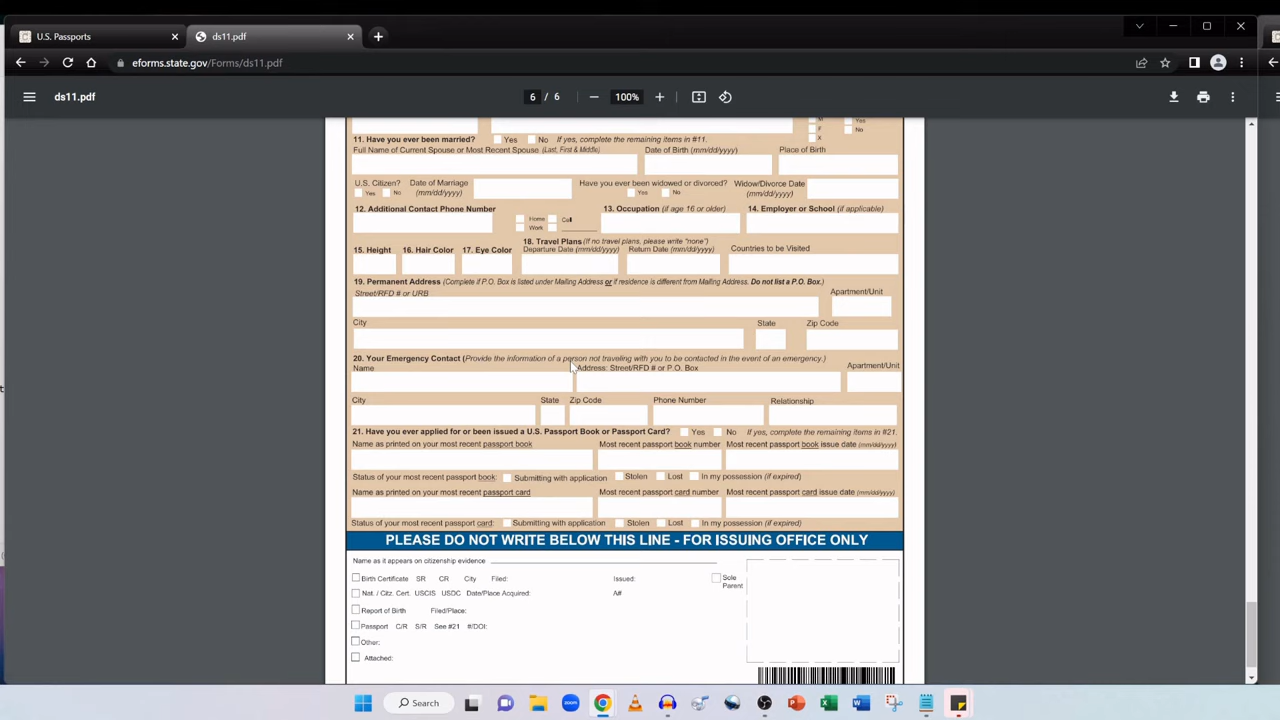 U.S. Passports
ds11.pdf
eforms.state.gov/Forms/ds11.pdf
ds11.pdf
6 / 6
100%
M Yes
F No
X
11. Have you ever been married? Yes No If yes, complete the remaining items in #11.
Full Name of Current Spouse or Most Recent Spouse (Last, First & Middle) Date of Birth (mm/dd/yyyy) Place of Birth
U.S. Citizen? Date of Marriage Have you ever been widowed or divorced? Widow/Divorce Date
Yes No (mm/dd/yyyy) Yes No (mm/dd/yyyy)
12. Additional Contact Phone Number 13. Occupation (if age 16 or older) 14. Employer or School (if applicable)
Home Cell
Work
18. Travel Plans (If no travel plans, please write "none")
15. Height 16. Hair Color 17. Eye Color Departure Date (mm/dd/yyyy) Return Date (mm/dd/yyyy) Countries to be Visited
19. Permanent Address (Complete if P.O. Box is listed under Mailing Address or if residence is different from Mailing Address. Do not list a P.O. Box.)
Street/RFD # or URB Apartment/Unit
City State Zip Code
20. Your Emergency Contact (Provide the information of a person not traveling with you to be contacted in the event of an emergency.)
Name Address: Street/RFD # or P.O. Box Apartment/Unit
City State Zip Code Phone Number Relationship
21. Have you ever applied for or been issued a U.S. Passport Book or Passport Card? Yes No If yes, complete the remaining items in #21.
Name as printed on your most recent passport book Most recent passport book number Most recent passport book issue date (mm/dd/yyyy)
Status of your most recent passport book: Submitting with application Stolen Lost In my possession (if expired)
Name as printed on your most recent passport card Most recent passport card number Most recent passport card issue date (mm/dd/yyyy)
Status of your most recent passport card: Submitting with application Stolen Lost In my possession (if expired)
PLEASE DO NOT WRITE BELOW THIS LINE - FOR ISSUING OFFICE ONLY
Name as it appears on citizenship evidence
Birth Certificate SR CR City Filed: Issued: Sole Parent
Nat. / Citz. Cert. USCIS USDC Date/Place Acquired: A#
Report of Birth Filed/Place:
Passport C/R S/R See #21 #/DOI:
Other:
Attached:
Search